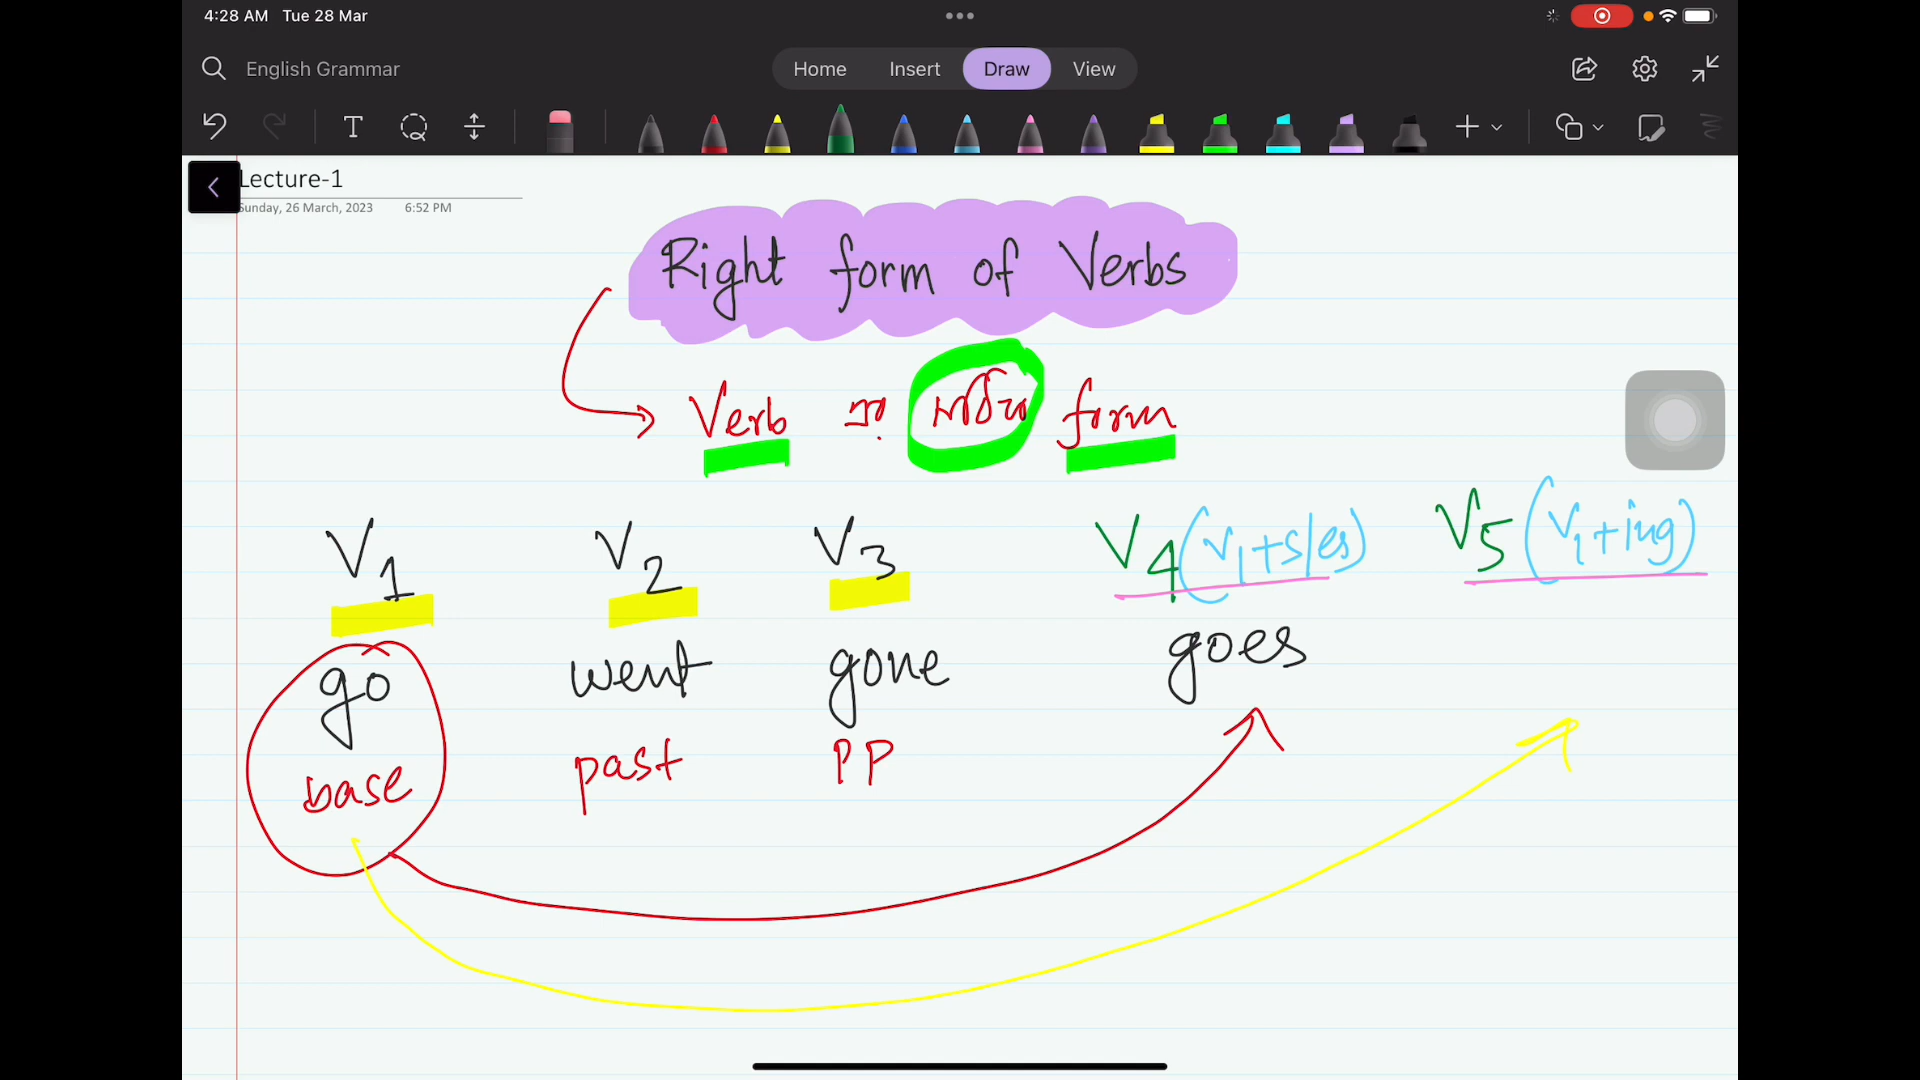 4:28 AM Tue 28 Mar
English Grammar
Home Insert Draw View
T
Lecture-1
Sunday, 26 March, 2023 6:52 PM
Right form of Verbs
Verb এর সঠিক form
V1 V2 V3 V4 (V1+s/es) V5 (V1+ing)
go went gone goes
base past PP